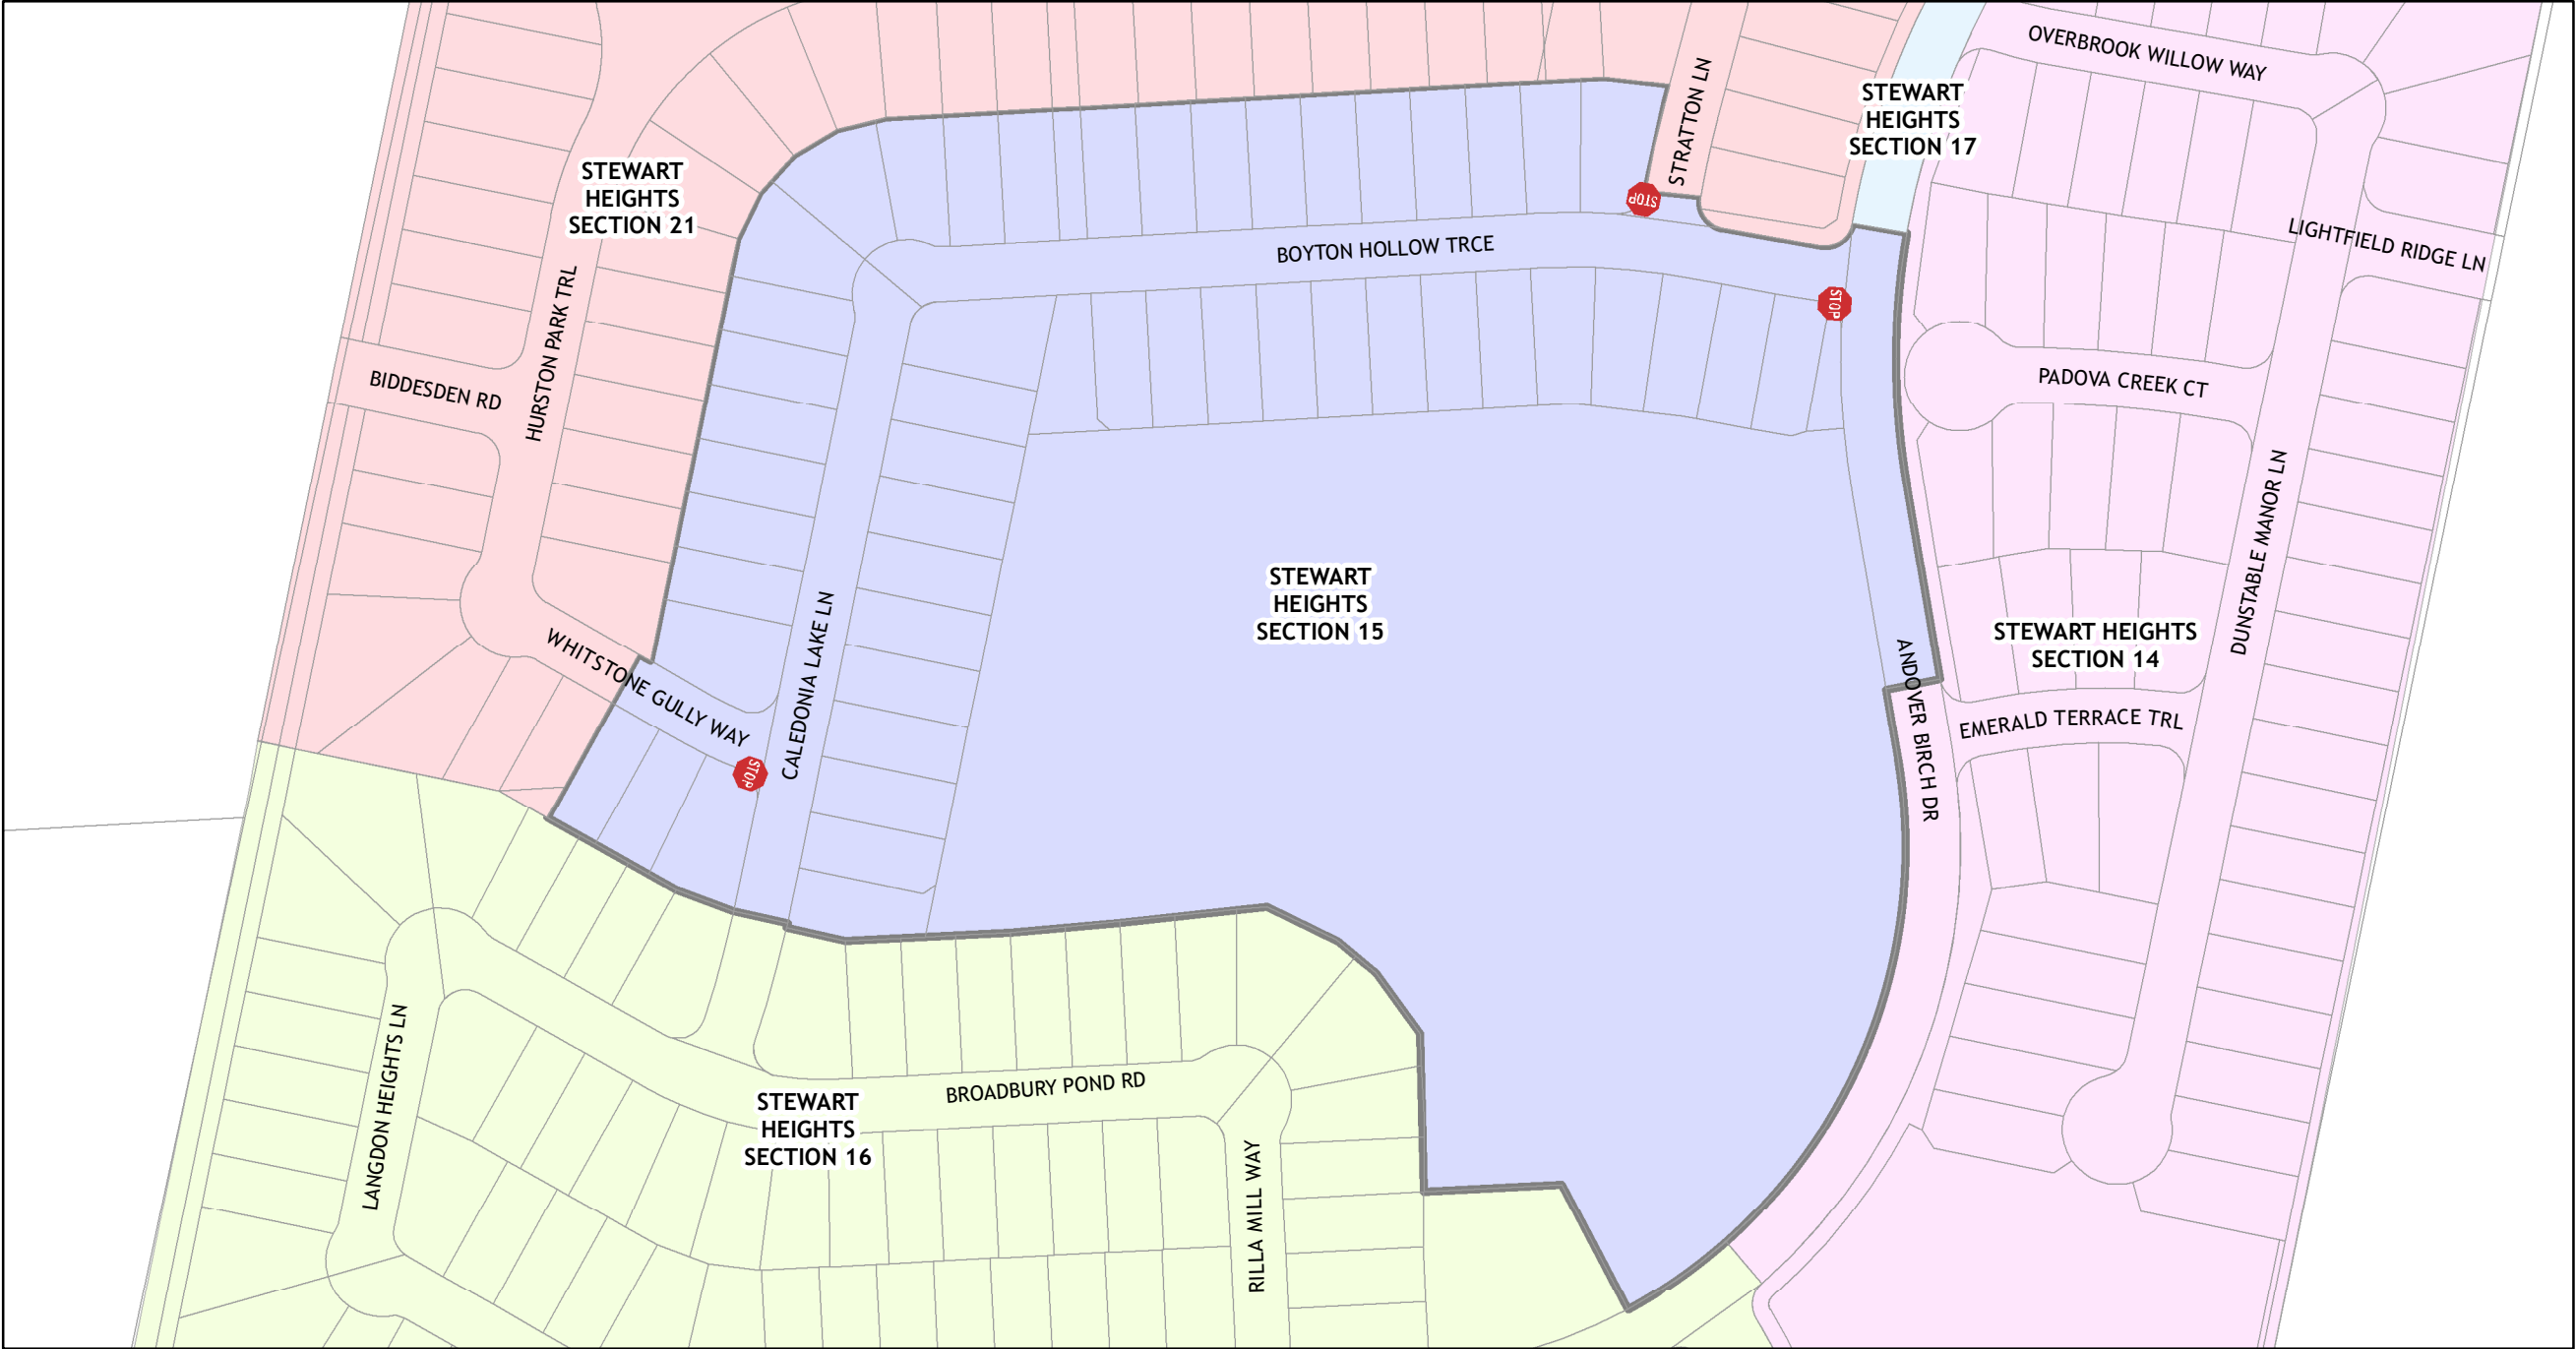 OVERBROOK WILLOW WAY
STRATTON LN
STEWART
HEIGHTS
SECTION 17
STEWART
HEIGHTS
SECTION 21
STOP
BOYTON HOLLOW TRCE
LIGHTFIELD RIDGE LN
STOP
HURSTON PARK TRL
BIDDESDEN RD
PADOVA CREEK CT
DUNSTABLE MANOR LN
STEWART
HEIGHTS
SECTION 15
STEWART HEIGHTS
SECTION 14
WHITSTONE GULLY WAY
CALEDONIA LAKE LN
ANDOVER BIRCH DR
EMERALD TERRACE TRL
STOP
LANGDON HEIGHTS LN
BROADBURY POND RD
STEWART
HEIGHTS
SECTION 16
RILLA MILL WAY